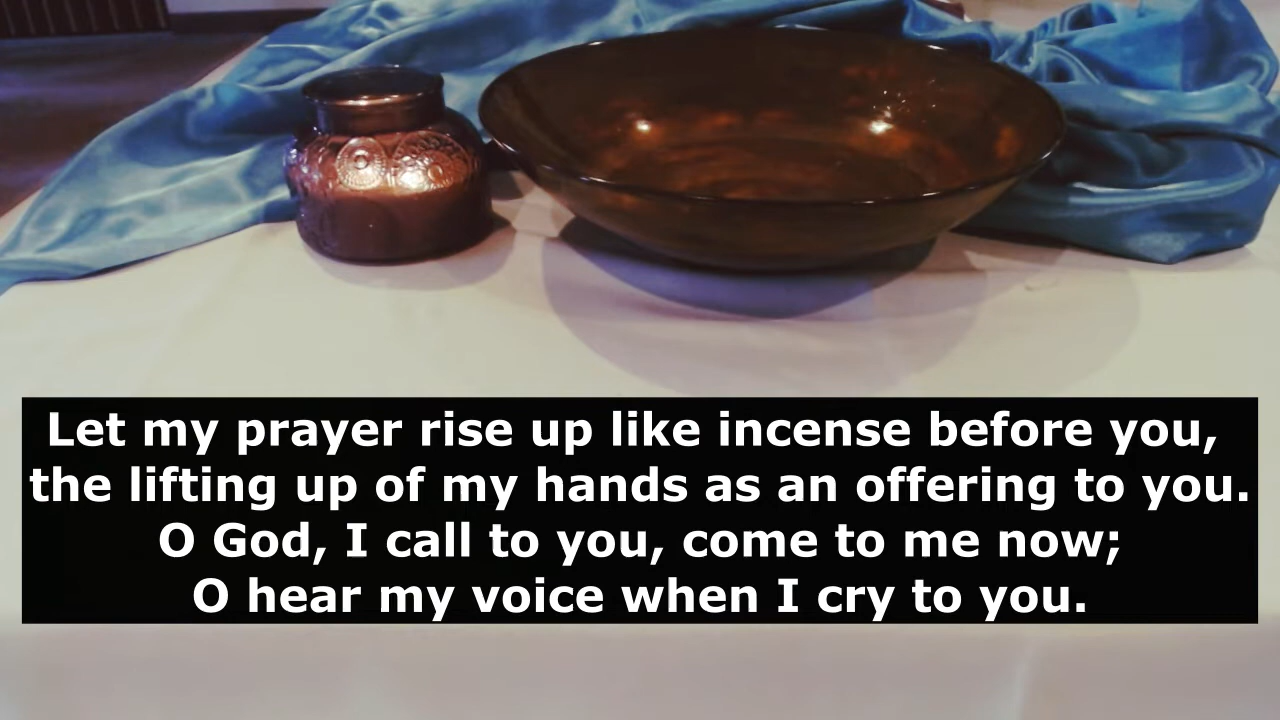 Let my prayer rise up like incense before you,
the lifting up of my hands as an offering to you.
O God, I call to you, come to me now;
O hear my voice when I cry to you.